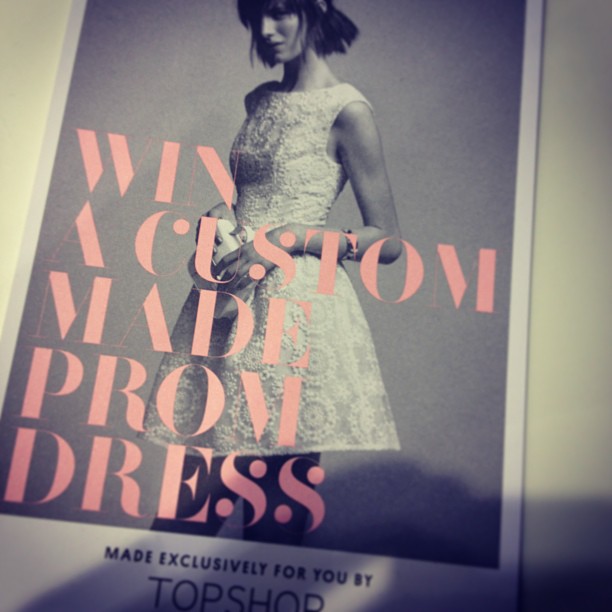 WIN
A CUSTOM
MADE
PROM
DRESS
MADE EXCLUSIVELY FOR YOU BY
TOPSHOP